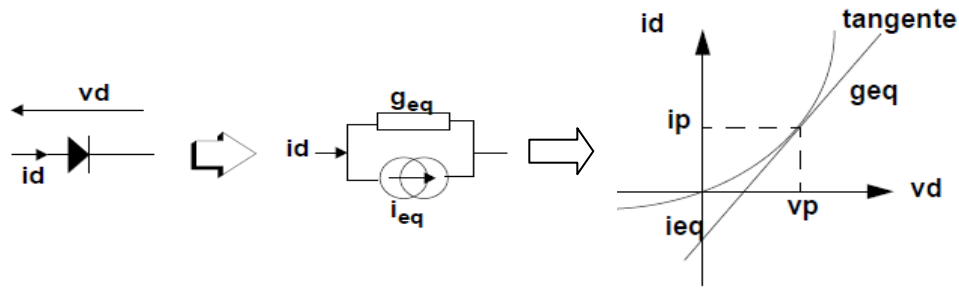 vd
id
geq
id
ieq
id
tangente
geq
ip
vd
vp
ieq